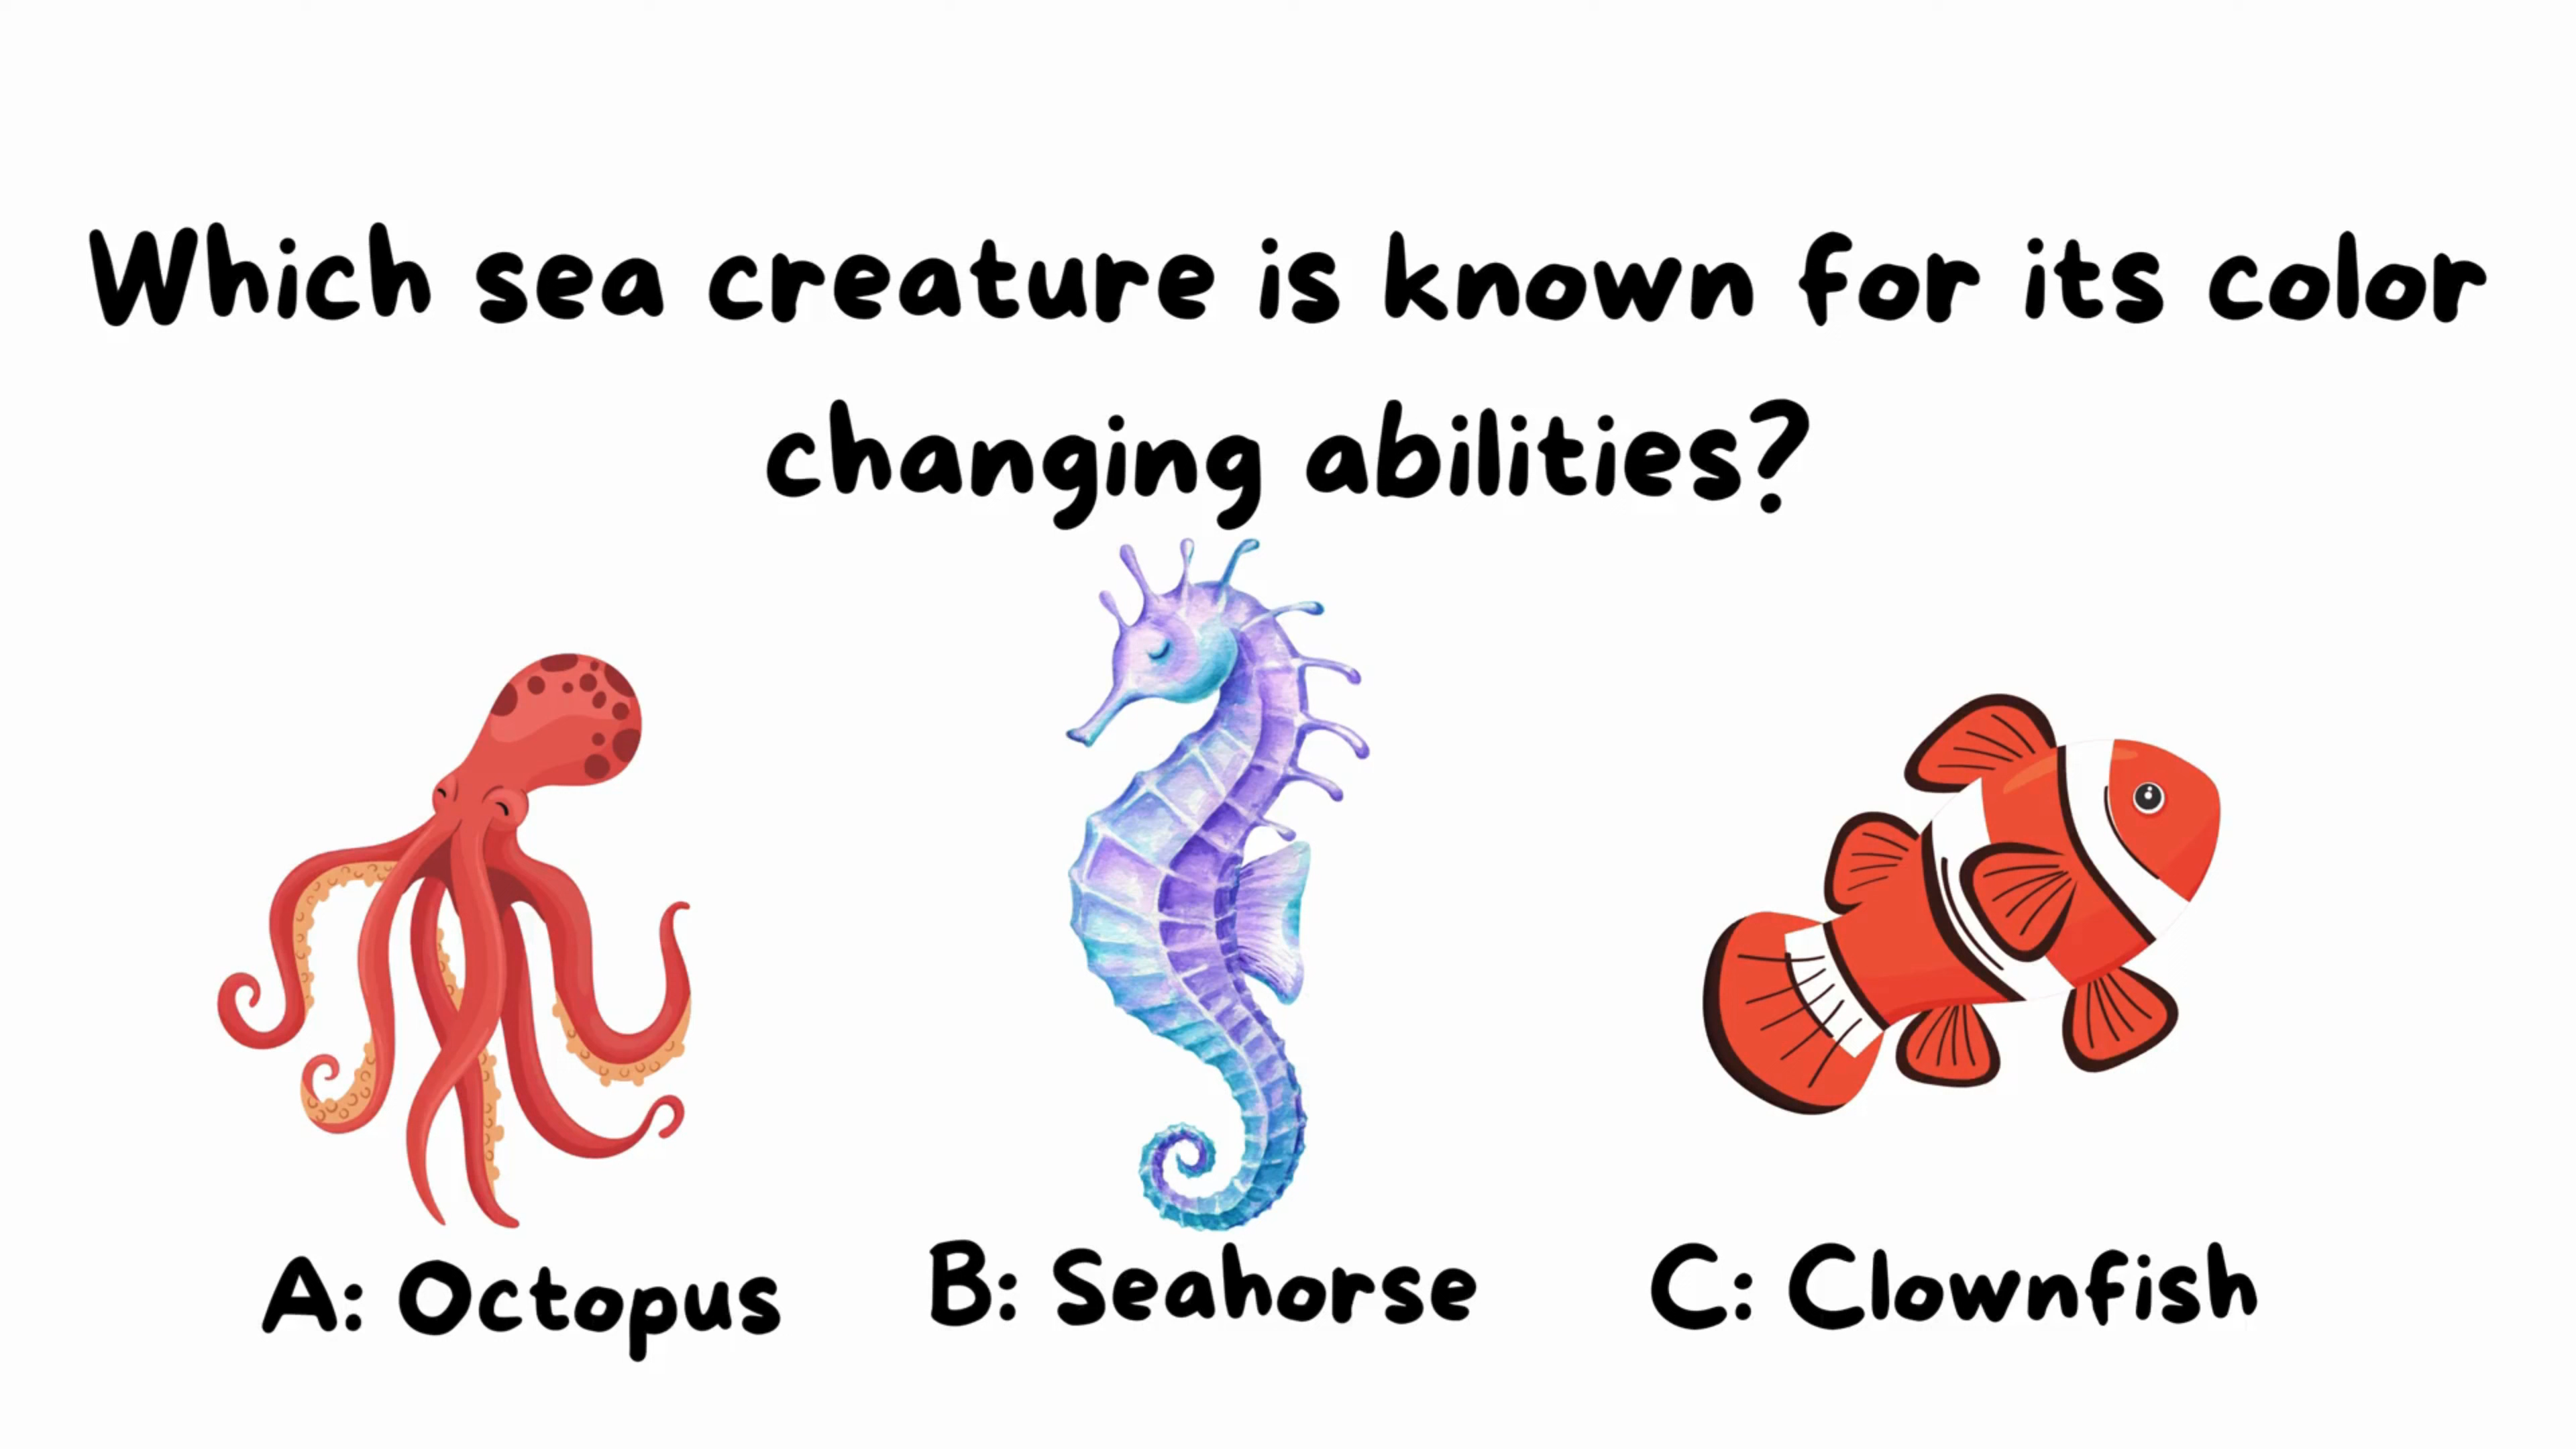 Which sea creature is known for its color
changing abilities?
A: Octopus
B: Seahorse
C: Clownfish